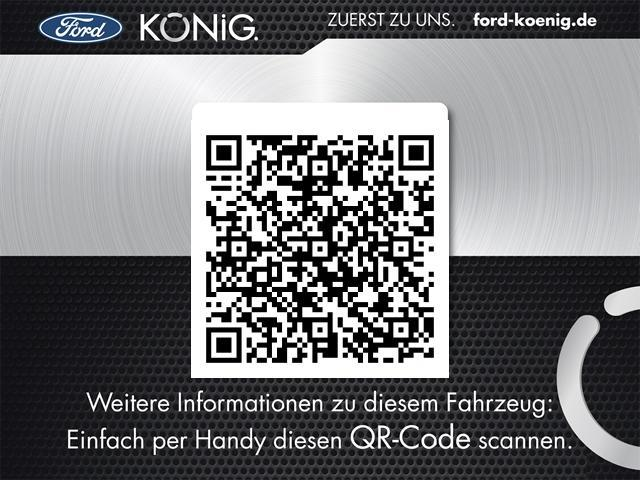 Ford KÖNIG. ZUERST ZU UNS. ford-koenig.de
Weitere Informationen zu diesem Fahrzeug:
Einfach per Handy diesen QR-Code scannen.